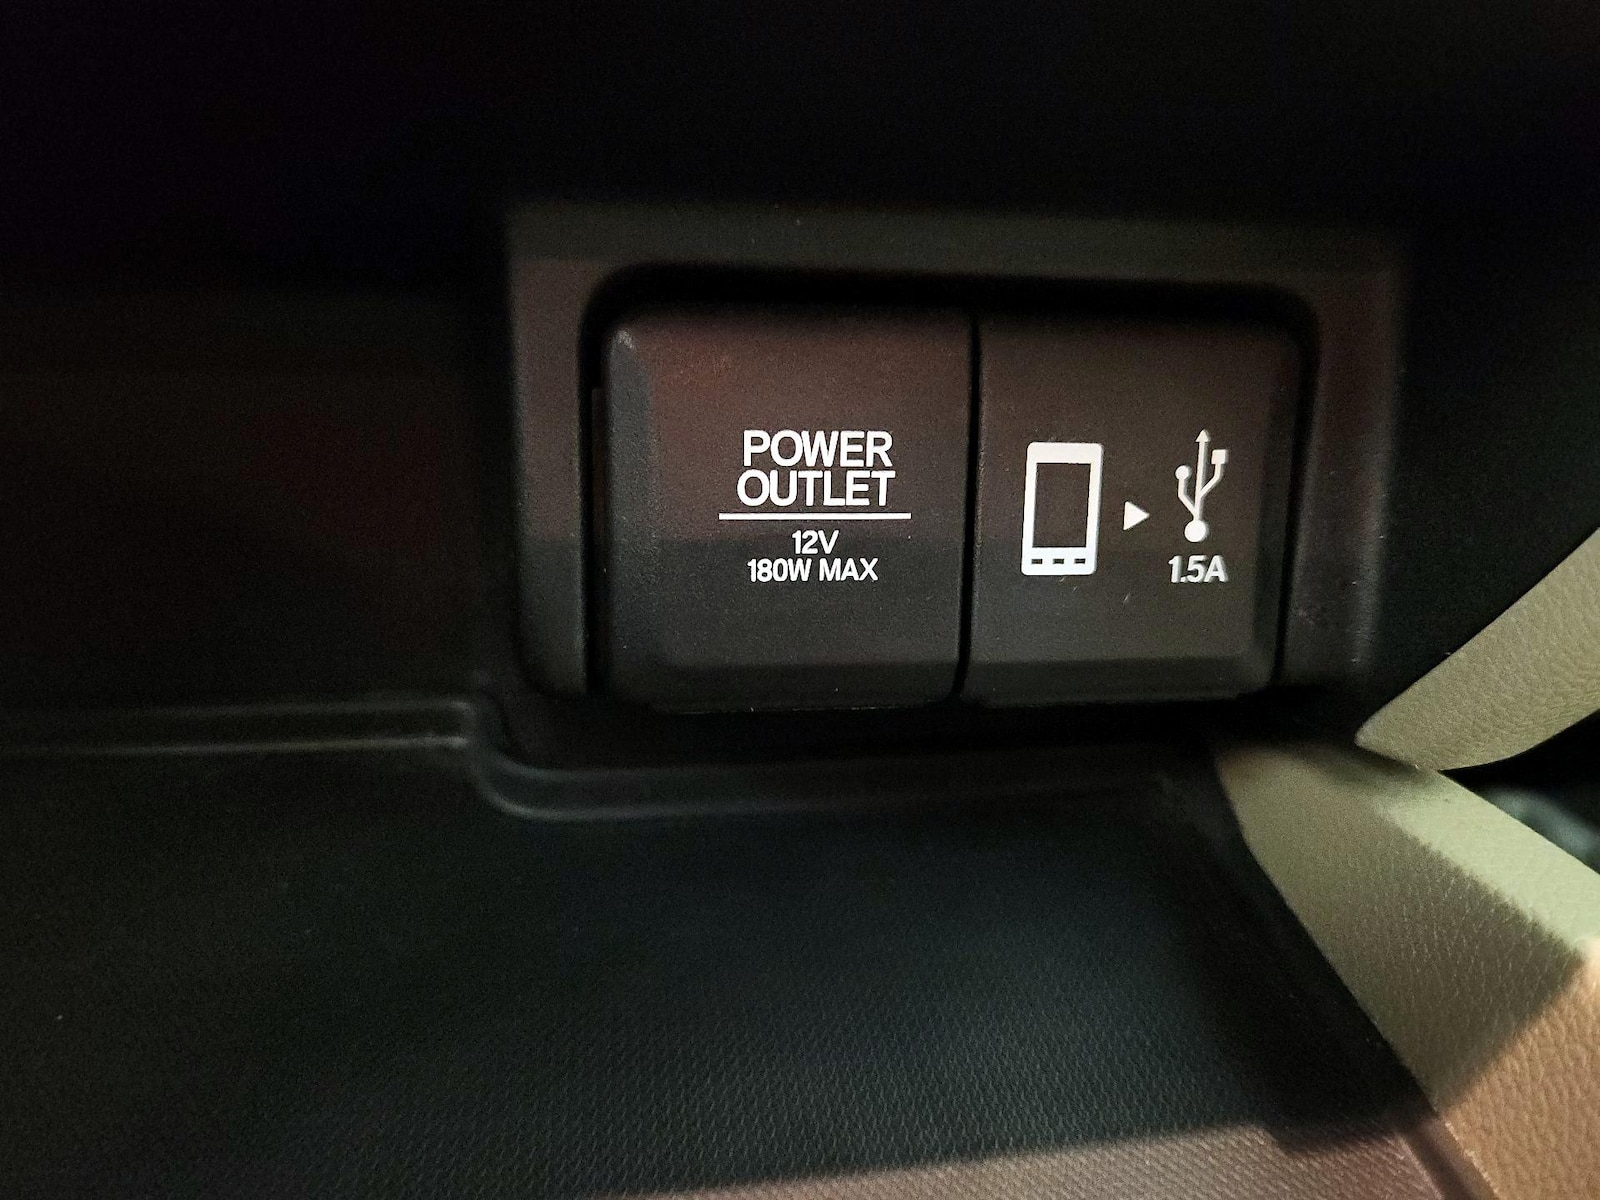 POWER
OUTLET
12V
180W MAX
1.5A